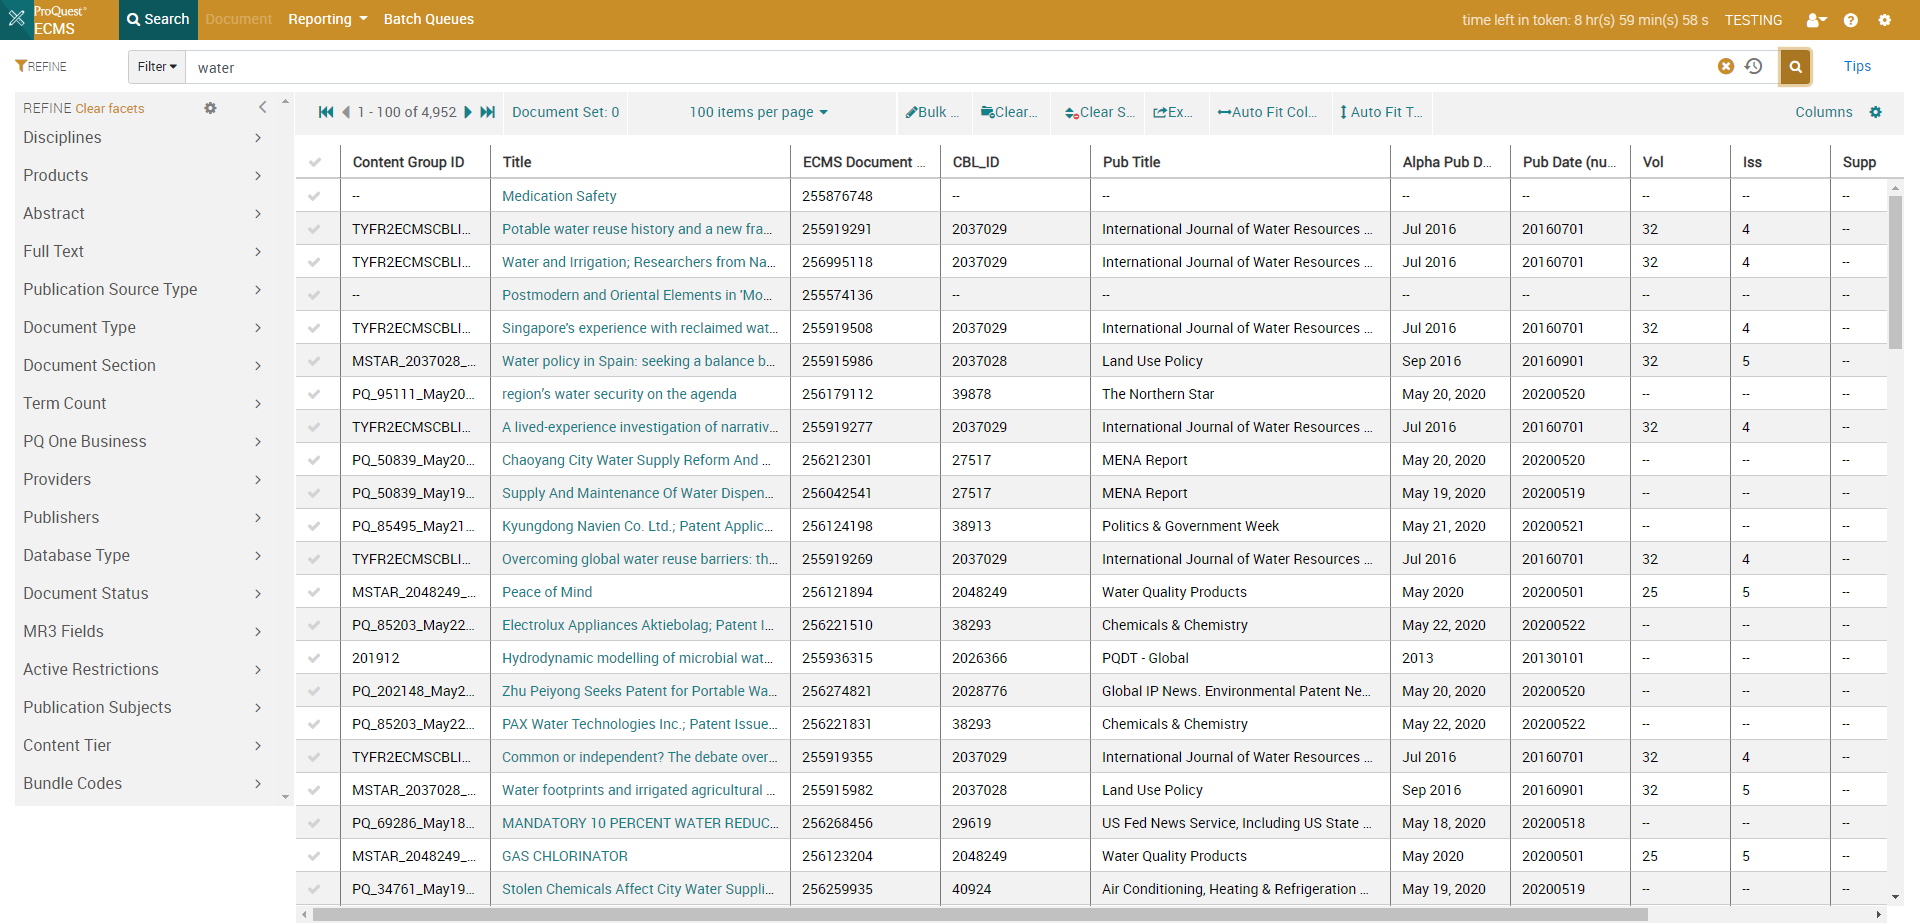 ProQuest®
ECMS
Search Document Reporting Batch Queues time left in token: 8 hr(s) 59 min(s) 58 s TESTING
REFINE Filter water Tips
REFINE Clear facets
Disciplines
Products
Abstract
Full Text
Publication Source Type
Document Type
Document Section
Term Count
PQ One Business
Providers
Publishers
Database Type
Document Status
MR3 Fields
Active Restrictions
Publication Subjects
Content Tier
Bundle Codes
1 - 100 of 4,952 Document Set: 0 100 items per page Bulk ... Clear... Clear S... Ex... Auto Fit Col... Auto Fit T... Columns
Content Group ID Title ECMS Document ... CBL_ID Pub Title Alpha Pub D... Pub Date (nu... Vol Iss Supp
-- Medication Safety 255876748 -- -- -- -- -- -- --
TYFR2ECMSCBLI... Potable water reuse history and a new fra... 255919291 2037029 International Journal of Water Resources ... Jul 2016 20160701 32 4 --
TYFR2ECMSCBLI... Water and Irrigation; Researchers from Na... 256995118 2037029 International Journal of Water Resources ... Jul 2016 20160701 32 4 --
-- Postmodern and Oriental Elements in 'Mo... 255574136 -- -- -- -- -- -- --
TYFR2ECMSCBLI... Singapore's experience with reclaimed wat... 255919508 2037029 International Journal of Water Resources ... Jul 2016 20160701 32 4 --
MSTAR_2037028_... Water policy in Spain: seeking a balance b... 255915986 2037028 Land Use Policy Sep 2016 20160901 32 5 --
PQ_95111_May20... region's water security on the agenda 256179112 39878 The Northern Star May 20, 2020 20200520 -- -- --
TYFR2ECMSCBLI... A lived-experience investigation of narrativ... 255919277 2037029 International Journal of Water Resources ... Jul 2016 20160701 32 4 --
PQ_50839_May20... Chaoyang City Water Supply Reform And ... 256212301 27517 MENA Report May 20, 2020 20200520 -- -- --
PQ_50839_May19... Supply And Maintenance Of Water Dispen... 256042541 27517 MENA Report May 19, 2020 20200519 -- -- --
PQ_85495_May21... Kyungdong Navien Co. Ltd.; Patent Applic... 256124198 38913 Politics & Government Week May 21, 2020 20200521 -- -- --
TYFR2ECMSCBLI... Overcoming global water reuse barriers: th... 255919269 2037029 International Journal of Water Resources ... Jul 2016 20160701 32 4 --
MSTAR_2048249_... Peace of Mind 256121894 2048249 Water Quality Products May 2020 20200501 25 5 --
PQ_85203_May22... Electrolux Appliances Aktiebolag; Patent I... 256221510 38293 Chemicals & Chemistry May 22, 2020 20200522 -- -- --
201912 Hydrodynamic modelling of microbial wat... 255936315 2026366 PQDT - Global 2013 20130101 -- -- --
PQ_202148_May2... Zhu Peiyong Seeks Patent for Portable Wa... 256274821 2028776 Global IP News. Environmental Patent Ne... May 20, 2020 20200520 -- -- --
PQ_85203_May22... PAX Water Technologies Inc.; Patent Issue... 256221831 38293 Chemicals & Chemistry May 22, 2020 20200522 -- -- --
TYFR2ECMSCBLI... Common or independent? The debate over... 255919355 2037029 International Journal of Water Resources ... Jul 2016 20160701 32 4 --
MSTAR_2037028_... Water footprints and irrigated agricultural ... 255915982 2037028 Land Use Policy Sep 2016 20160901 32 5 --
PQ_69286_May18... MANDATORY 10 PERCENT WATER REDUC... 256268456 29619 US Fed News Service, Including US State ... May 18, 2020 20200518 -- -- --
MSTAR_2048249_... GAS CHLORINATOR 256123204 2048249 Water Quality Products May 2020 20200501 25 5 --
PQ_34761_May19... Stolen Chemicals Affect City Water Suppli... 256259935 40924 Air Conditioning, Heating & Refrigeration ... May 19, 2020 20200519 -- -- --